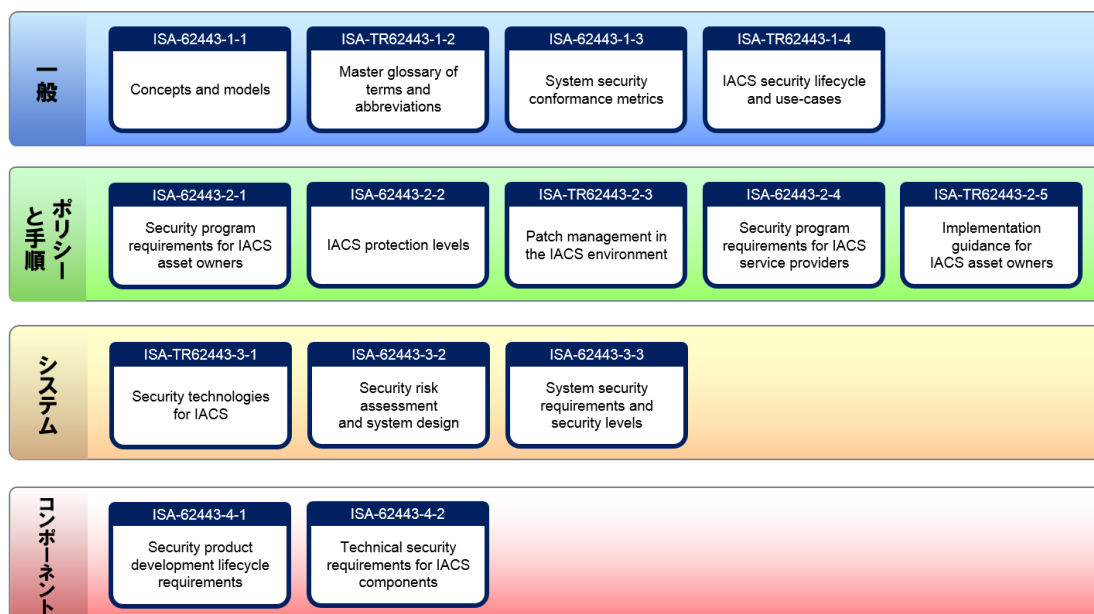 一般
ISA-62443-1-1
Concepts and models
ISA-TR62443-1-2
Master glossary of
terms and
abbreviations
ISA-62443-1-3
System security
conformance metrics
ISA-TR62443-1-4
IACS security lifecycle
and use-cases
ポリシー
と手順
ISA-62443-2-1
Security program
requirements for IACS
asset owners
ISA-62443-2-2
IACS protection levels
ISA-TR62443-2-3
Patch management in
the IACS environment
ISA-62443-2-4
Security program
requirements for IACS
service providers
ISA-TR62443-2-5
Implementation
guidance for
IACS asset owners
システム
ISA-TR62443-3-1
Security technologies
for IACS
ISA-62443-3-2
Security risk
assessment
and system design
ISA-62443-3-3
System security
requirements and
security levels
コンポーネント
ISA-62443-4-1
Security product
development lifecycle
requirements
ISA-62443-4-2
Technical security
requirements for IACS
components